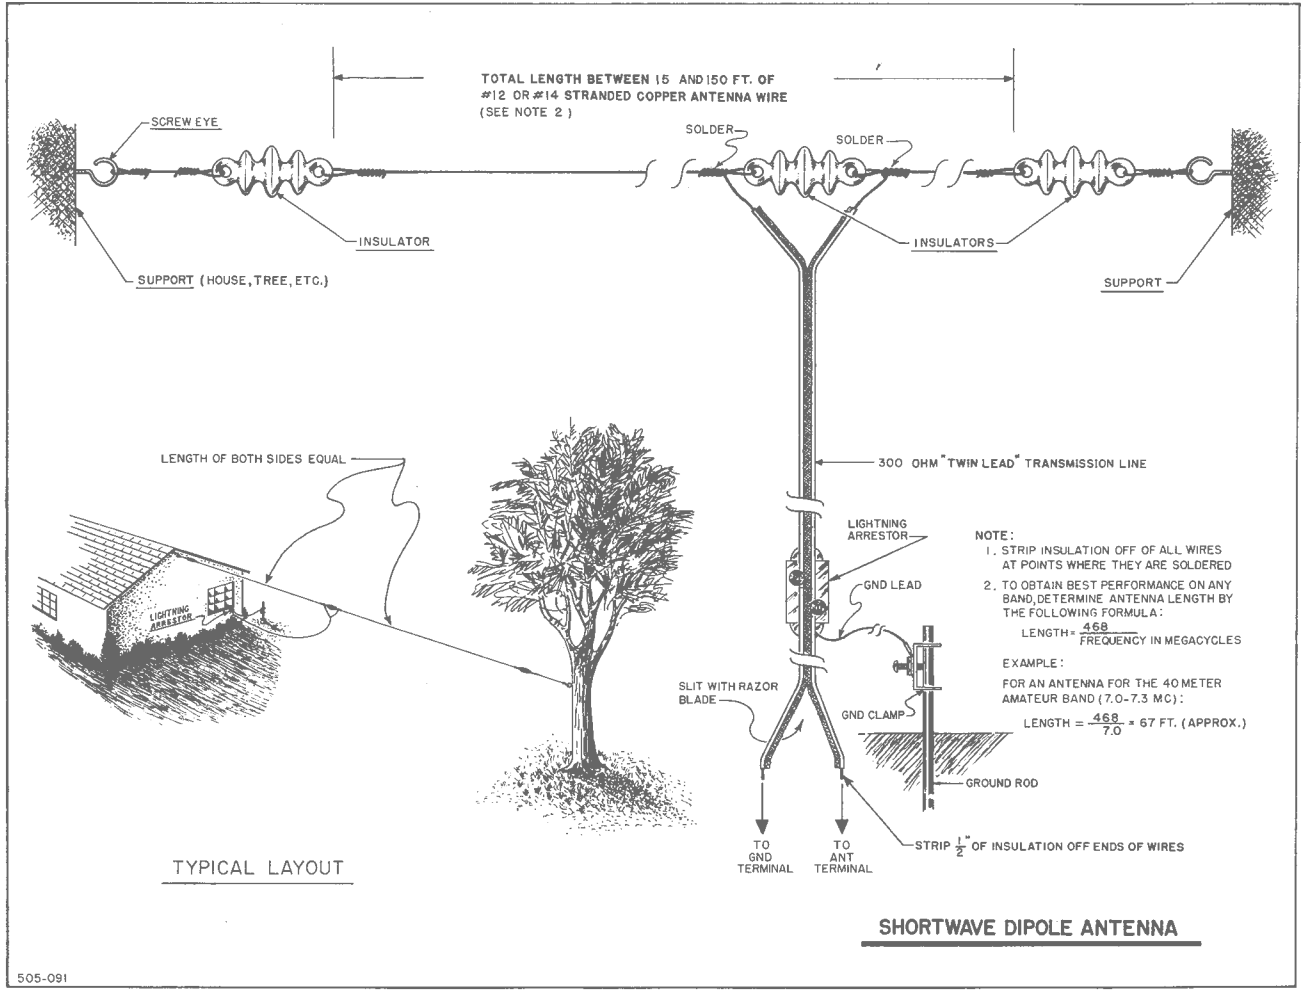 TOTAL LENGTH BETWEEN 15 AND 150 FT. OF
#12 OR #14 STRANDED COPPER ANTENNA WIRE
(SEE NOTE 2)
SCREW EYE
SOLDER
SOLDER
INSULATOR
INSULATORS
SUPPORT (HOUSE, TREE, ETC.)
SUPPORT
LENGTH OF BOTH SIDES EQUAL
300 OHM "TWIN LEAD" TRANSMISSION LINE
LIGHTNING
ARRESTOR
GND LEAD
NOTE:
1. STRIP INSULATION OFF OF ALL WIRES
AT POINTS WHERE THEY ARE SOLDERED
2. TO OBTAIN BEST PERFORMANCE ON ANY
BAND, DETERMINE ANTENNA LENGTH BY
THE FOLLOWING FORMULA:
LENGTH = 468 / FREQUENCY IN MEGACYCLES
EXAMPLE:
FOR AN ANTENNA FOR THE 40 METER
AMATEUR BAND (7.0-7.3 MC):
LENGTH = 468 / 7.0 = 67 FT. (APPROX.)
LIGHTNING
ARRESTOR
SLIT WITH RAZOR
BLADE
GND CLAMP
GROUND ROD
TO
GND
TERMINAL
TO
ANT
TERMINAL
STRIP 1/2" OF INSULATION OFF ENDS OF WIRES
TYPICAL LAYOUT
SHORTWAVE DIPOLE ANTENNA
505-091